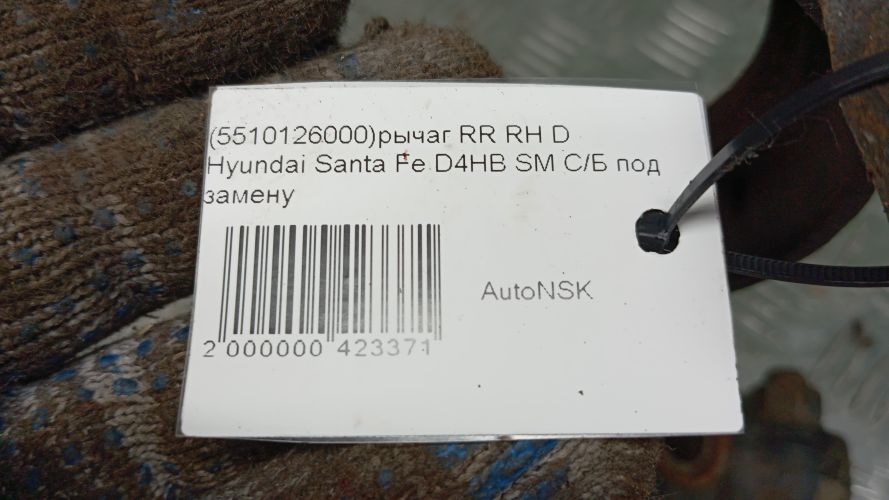 (5510126000)рычаг RR RH D
Hyundai Santa Fe D4HB SM С/Б под
замену
AutoNSK
2 000000 423371